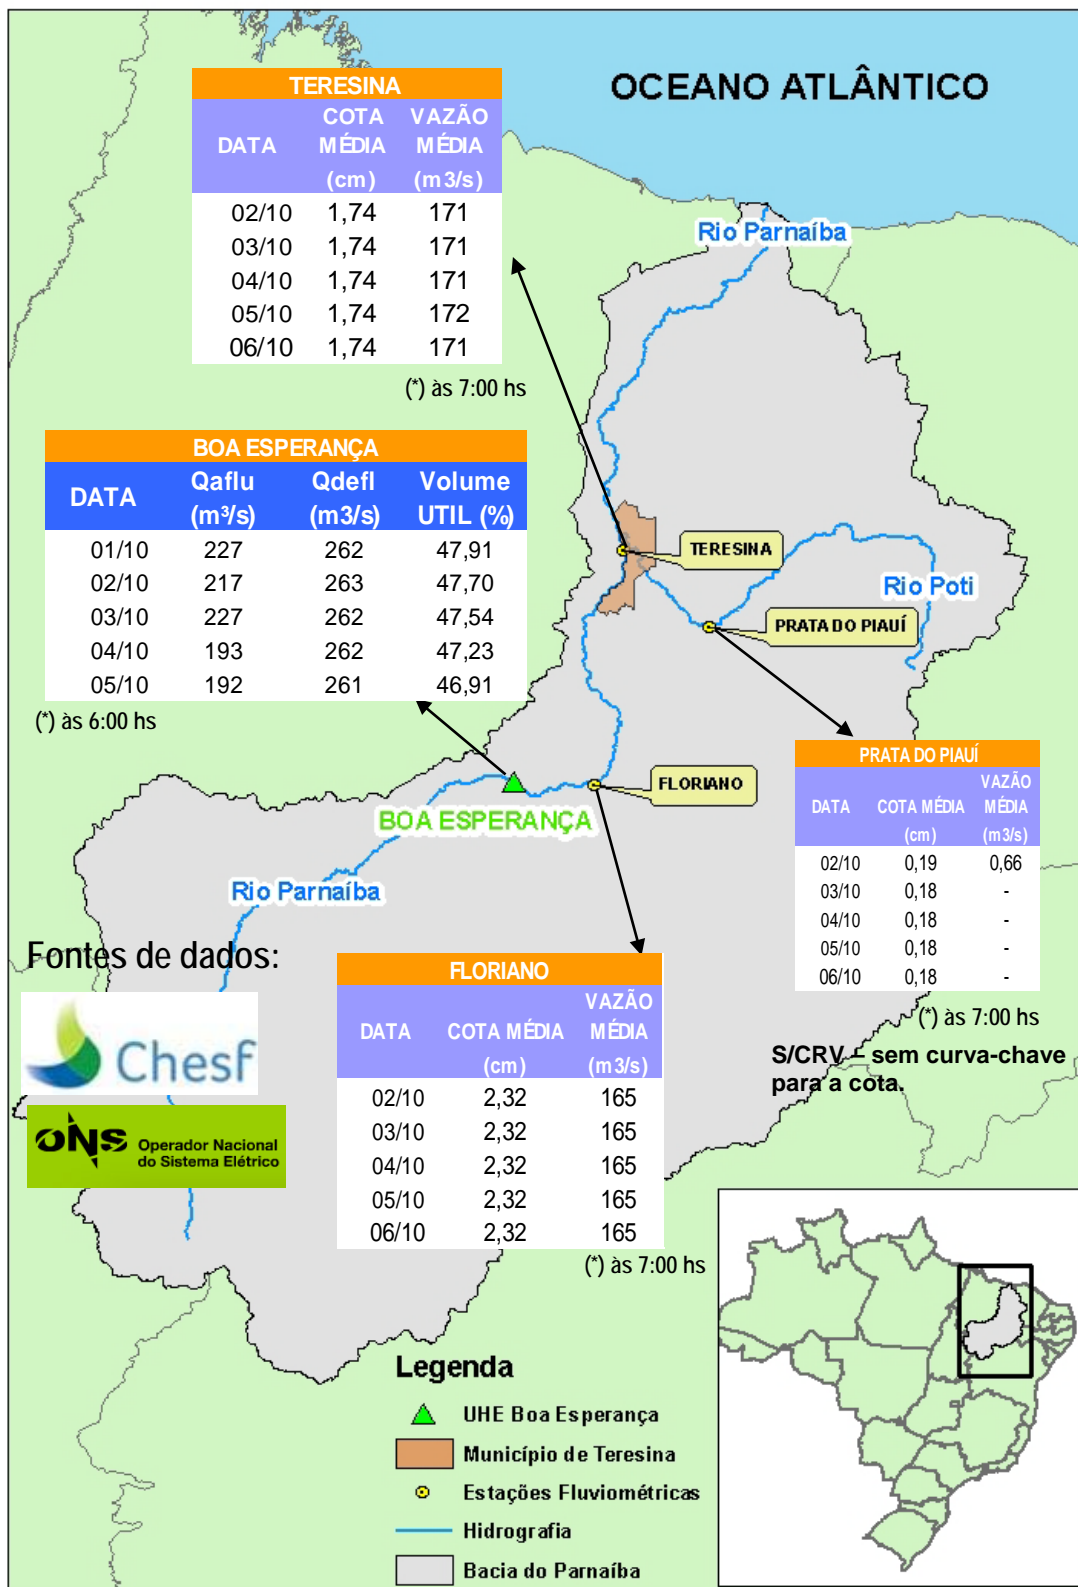 OCEANO ATLÂNTICO
TERESINA
DATA COTA MÉDIA (cm) VAZÃO MÉDIA (m3/s)
02/10 1,74 171
03/10 1,74 171
04/10 1,74 171
05/10 1,74 172
06/10 1,74 171
(*) às 7:00 hs
Rio Parnaíba
BOA ESPERANÇA
DATA Qaflu (m³/s) Qdefl (m3/s) Volume UTIL (%)
01/10 227 262 47,91
02/10 217 263 47,70
03/10 227 262 47,54
04/10 193 262 47,23
05/10 192 261 46,91
(*) às 6:00 hs
TERESINA
Rio Poti
PRATA DO PIAUÍ
FLORIANO
BOA ESPERANÇA
Rio Parnaíba
PRATA DO PIAUÍ
DATA COTA MÉDIA (cm) VAZÃO MÉDIA (m3/s)
02/10 0,19 0,66
03/10 0,18 -
04/10 0,18 -
05/10 0,18 -
06/10 0,18 -
(*) às 7:00 hs
S/CRV – sem curva-chave
para a cota.
Fontes de dados:
Chesf
ONS Operador Nacional
do Sistema Elétrico
FLORIANO
DATA COTA MÉDIA (cm) VAZÃO MÉDIA (m3/s)
02/10 2,32 165
03/10 2,32 165
04/10 2,32 165
05/10 2,32 165
06/10 2,32 165
(*) às 7:00 hs
Legenda
UHE Boa Esperança
Município de Teresina
Estações Fluviométricas
Hidrografia
Bacia do Parnaíba